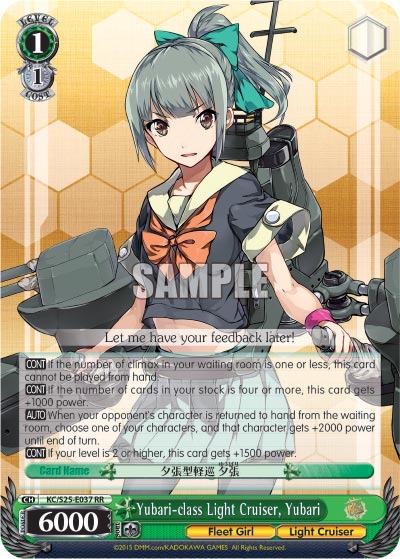 LEVEL
1
1
COST
SAMPLE
Let me have your feedback later!
CONT If the number of climax in your waiting room is one or less, this card
cannot be played from hand.
CONT If the number of cards in your stock is four or more, this card gets
+1000 power.
AUTO When your opponent's character is returned to hand from the waiting
room, choose one of your characters, and that character gets +2000 power
until end of turn.
CONT If your level is 2 or higher, this card gets +1500 power.
Card Name 夕張型軽巡 夕張
CH KC/S25-E037 RR
Yubari-class Light Cruiser, Yubari
POWER 6000 SOUL
Fleet Girl Light Cruiser
©2013 DMM.com/KADOKAWA GAMES All Rights Reserved.